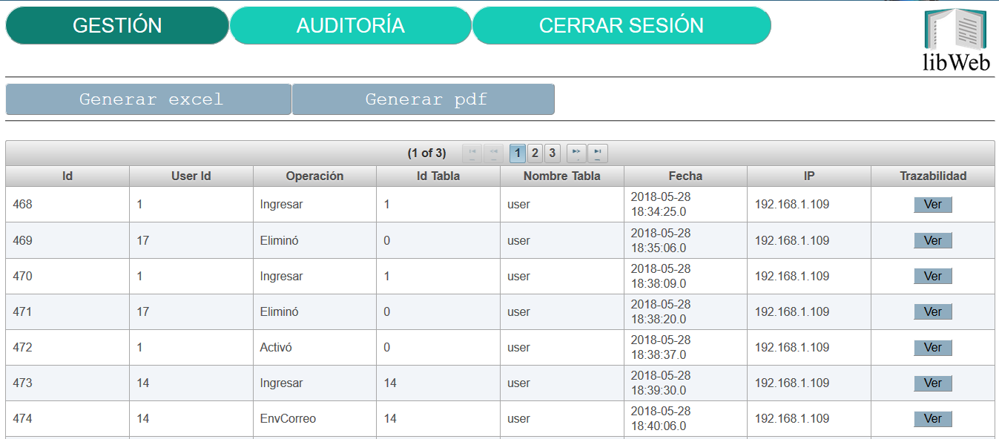 GESTIÓN AUDITORÍA CERRAR SESIÓN
libWeb
Generar excel Generar pdf
(1 of 3) 1 2 3
Id User Id Operación Id Tabla Nombre Tabla Fecha IP Trazabilidad
468 1 Ingresar 1 user 2018-05-28 18:34:25.0 192.168.1.109 Ver
469 17 Eliminó 0 user 2018-05-28 18:35:06.0 192.168.1.109 Ver
470 1 Ingresar 1 user 2018-05-28 18:38:09.0 192.168.1.109 Ver
471 17 Eliminó 0 user 2018-05-28 18:38:20.0 192.168.1.109 Ver
472 1 Activó 0 user 2018-05-28 18:38:37.0 192.168.1.109 Ver
473 14 Ingresar 14 user 2018-05-28 18:39:30.0 192.168.1.109 Ver
474 14 EnvCorreo 14 user 2018-05-28 18:40:06.0 192.168.1.109 Ver